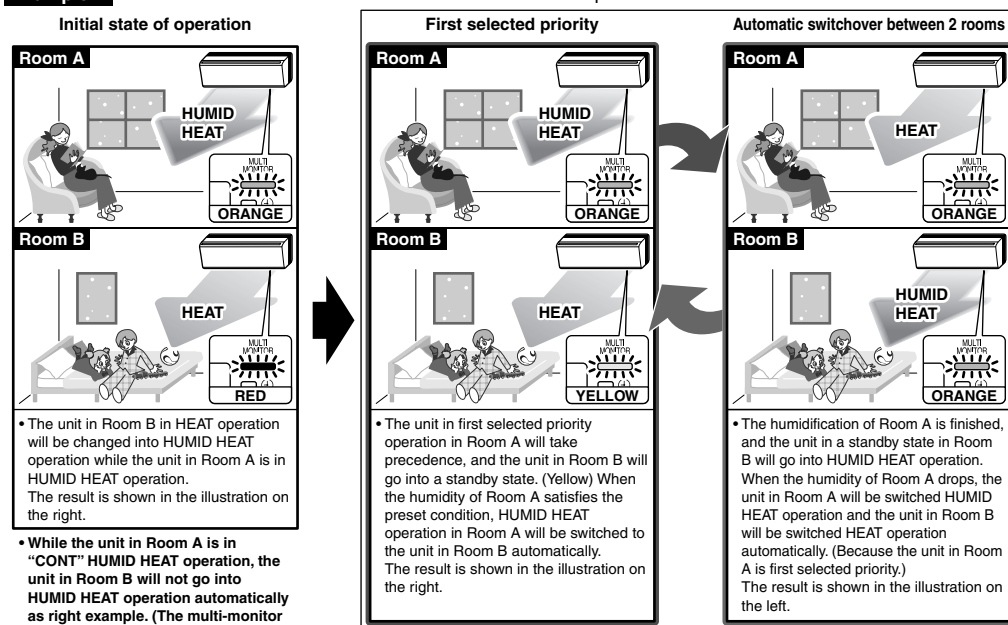 Initial state of operation
Room A
HUMID
HEAT
MULTI
MONITOR
ORANGE
Room B
HEAT
MULTI
MONITOR
RED
• The unit in Room B in HEAT operation
will be changed into HUMID HEAT
operation while the unit in Room A is in
HUMID HEAT operation.
The result is shown in the illustration on
the right.
• While the unit in Room A is in
“CONT” HUMID HEAT operation, the
unit in Room B will not go into
HUMID HEAT operation automatically
as right example. (The multi-monitor
First selected priority
Room A
HUMID
HEAT
MULTI
MONITOR
ORANGE
Room B
HEAT
MULTI
MONITOR
YELLOW
• The unit in first selected priority
operation in Room A will take
precedence, and the unit in Room B will
go into a standby state. (Yellow) When
the humidity of Room A satisfies the
preset condition, HUMID HEAT
operation in Room A will be switched to
the unit in Room B automatically.
The result is shown in the illustration on
the right.
Automatic switchover between 2 rooms
Room A
HEAT
MULTI
MONITOR
ORANGE
Room B
HUMID
HEAT
MULTI
MONITOR
ORANGE
• The humidification of Room A is finished,
and the unit in a standby state in Room
B will go into HUMID HEAT operation.
When the humidity of Room A drops, the
unit in Room A will be switched HUMID
HEAT operation and the unit in Room B
will be switched HEAT operation
automatically. (Because the unit in Room
A is first selected priority.)
The result is shown in the illustration on
the left.